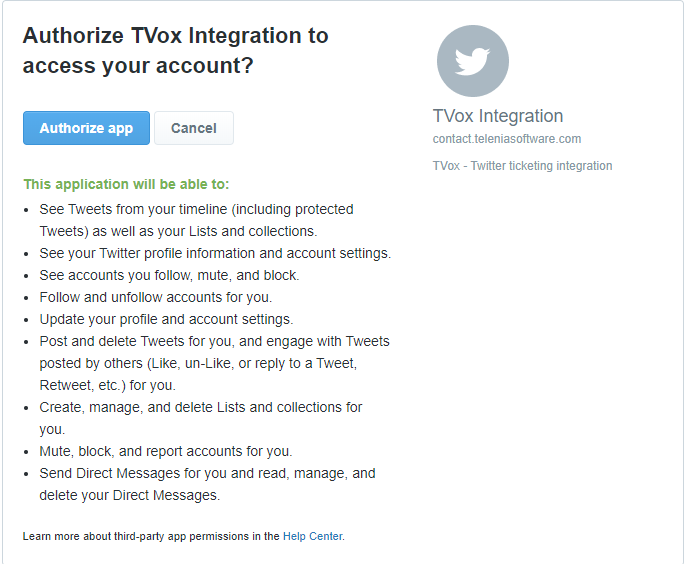 Authorize TVox Integration to
access your account?
Authorize app
Cancel
This application will be able to:
• See Tweets from your timeline (including protected
Tweets) as well as your Lists and collections.
• See your Twitter profile information and account settings.
• See accounts you follow, mute, and block.
• Follow and unfollow accounts for you.
• Update your profile and account settings.
• Post and delete Tweets for you, and engage with Tweets
posted by others (Like, un-Like, or reply to a Tweet,
Retweet, etc.) for you.
• Create, manage, and delete Lists and collections for
you.
• Mute, block, and report accounts for you.
• Send Direct Messages for you and read, manage, and
delete your Direct Messages.
Learn more about third-party app permissions in the Help Center.
TVox Integration
contact.teleniasoftware.com
TVox - Twitter ticketing integration